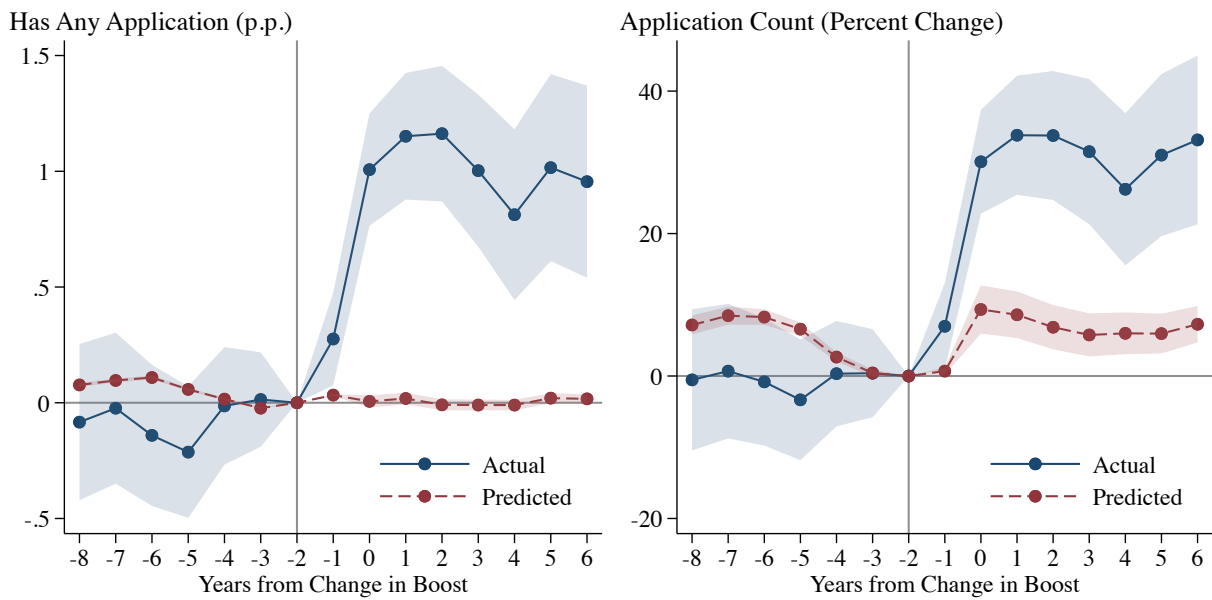 Has Any Application (p.p.)
1.5
1
.5
0
-.5
-8 -7 -6 -5 -4 -3 -2 -1 0 1 2 3 4 5 6
Years from Change in Boost
Actual
Predicted
Application Count (Percent Change)
40
20
0
-20
-8 -7 -6 -5 -4 -3 -2 -1 0 1 2 3 4 5 6
Years from Change in Boost
Actual
Predicted